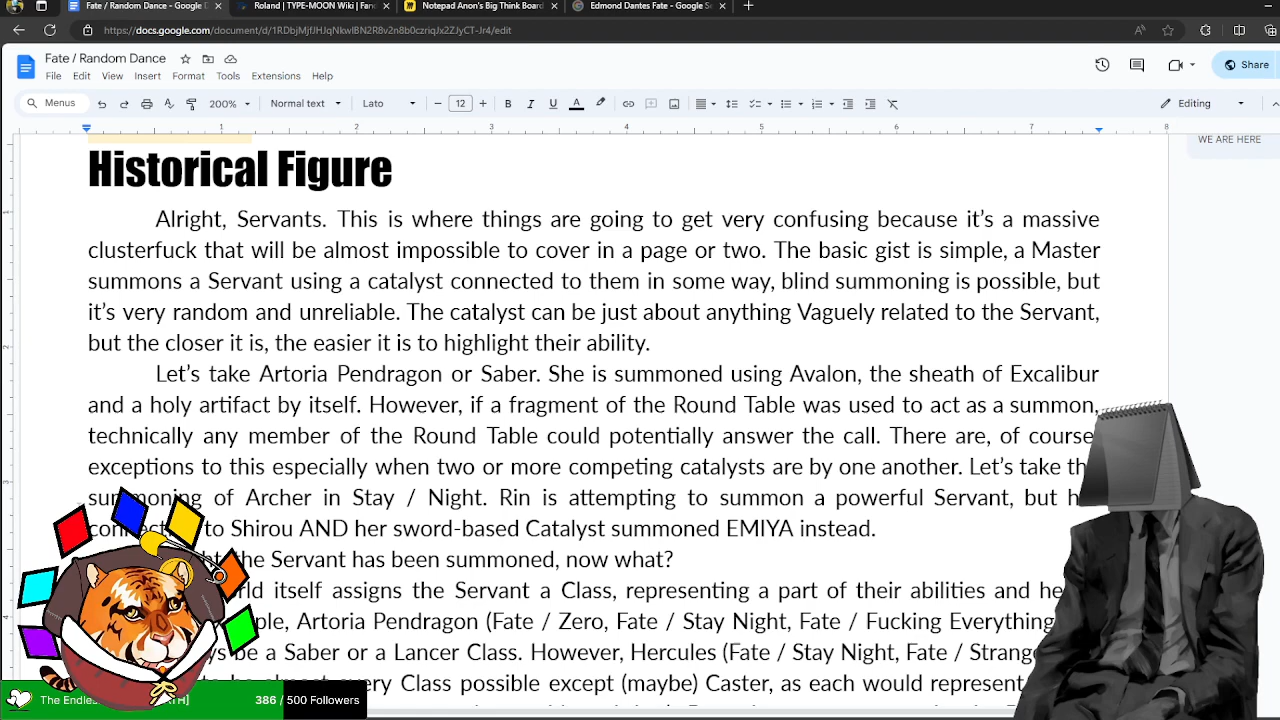 Fate / Random Dance - Google D
Roland | TYPE-MOON Wiki | Fan
Notepad Anon's Big Think Board
Edmond Dantes Fate - Google Se
https://docs.google.com/document/d/
/edit
Fate / Random Dance
File Edit View Insert Format Tools Extensions Help
Share
Menus 200% Normal text Lato 12 B I U A Editing
1 2 3 4 5 6 7 8
WE ARE HERE
Historical Figure
Alright, Servants. This is where things are going to get very confusing because it's a massive
clusterfuck that will be almost impossible to cover in a page or two. The basic gist is simple, a Master
summons a Servant using a catalyst connected to them in some way, blind summoning is possible, but
it's very random and unreliable. The catalyst can be just about anything Vaguely related to the Servant,
but the closer it is, the easier it is to highlight their ability.
Let's take Artoria Pendragon or Saber. She is summoned using Avalon, the sheath of Excalibur
and a holy artifact by itself. However, if a fragment of the Round Table was used to act as a summon,
technically any member of the Round Table could potentially answer the call. There are, of course
exceptions to this especially when two or more competing catalysts are by one another. Let's take th
summoning of Archer in Stay / Night. Rin is attempting to summon a powerful Servant, but h
to Shirou AND her sword-based Catalyst summoned EMIYA instead.
the Servant has been summoned, now what?
itself assigns the Servant a Class, representing a part of their abilities and he
ple, Artoria Pendragon (Fate / Zero, Fate / Stay Night, Fate / Fucking Everything
be a Saber or a Lancer Class. However, Hercules (Fate / Stay Night, Fate / Strange
every Class possible except (maybe) Caster, as each would represent
The Endles
386 / 500 Followers